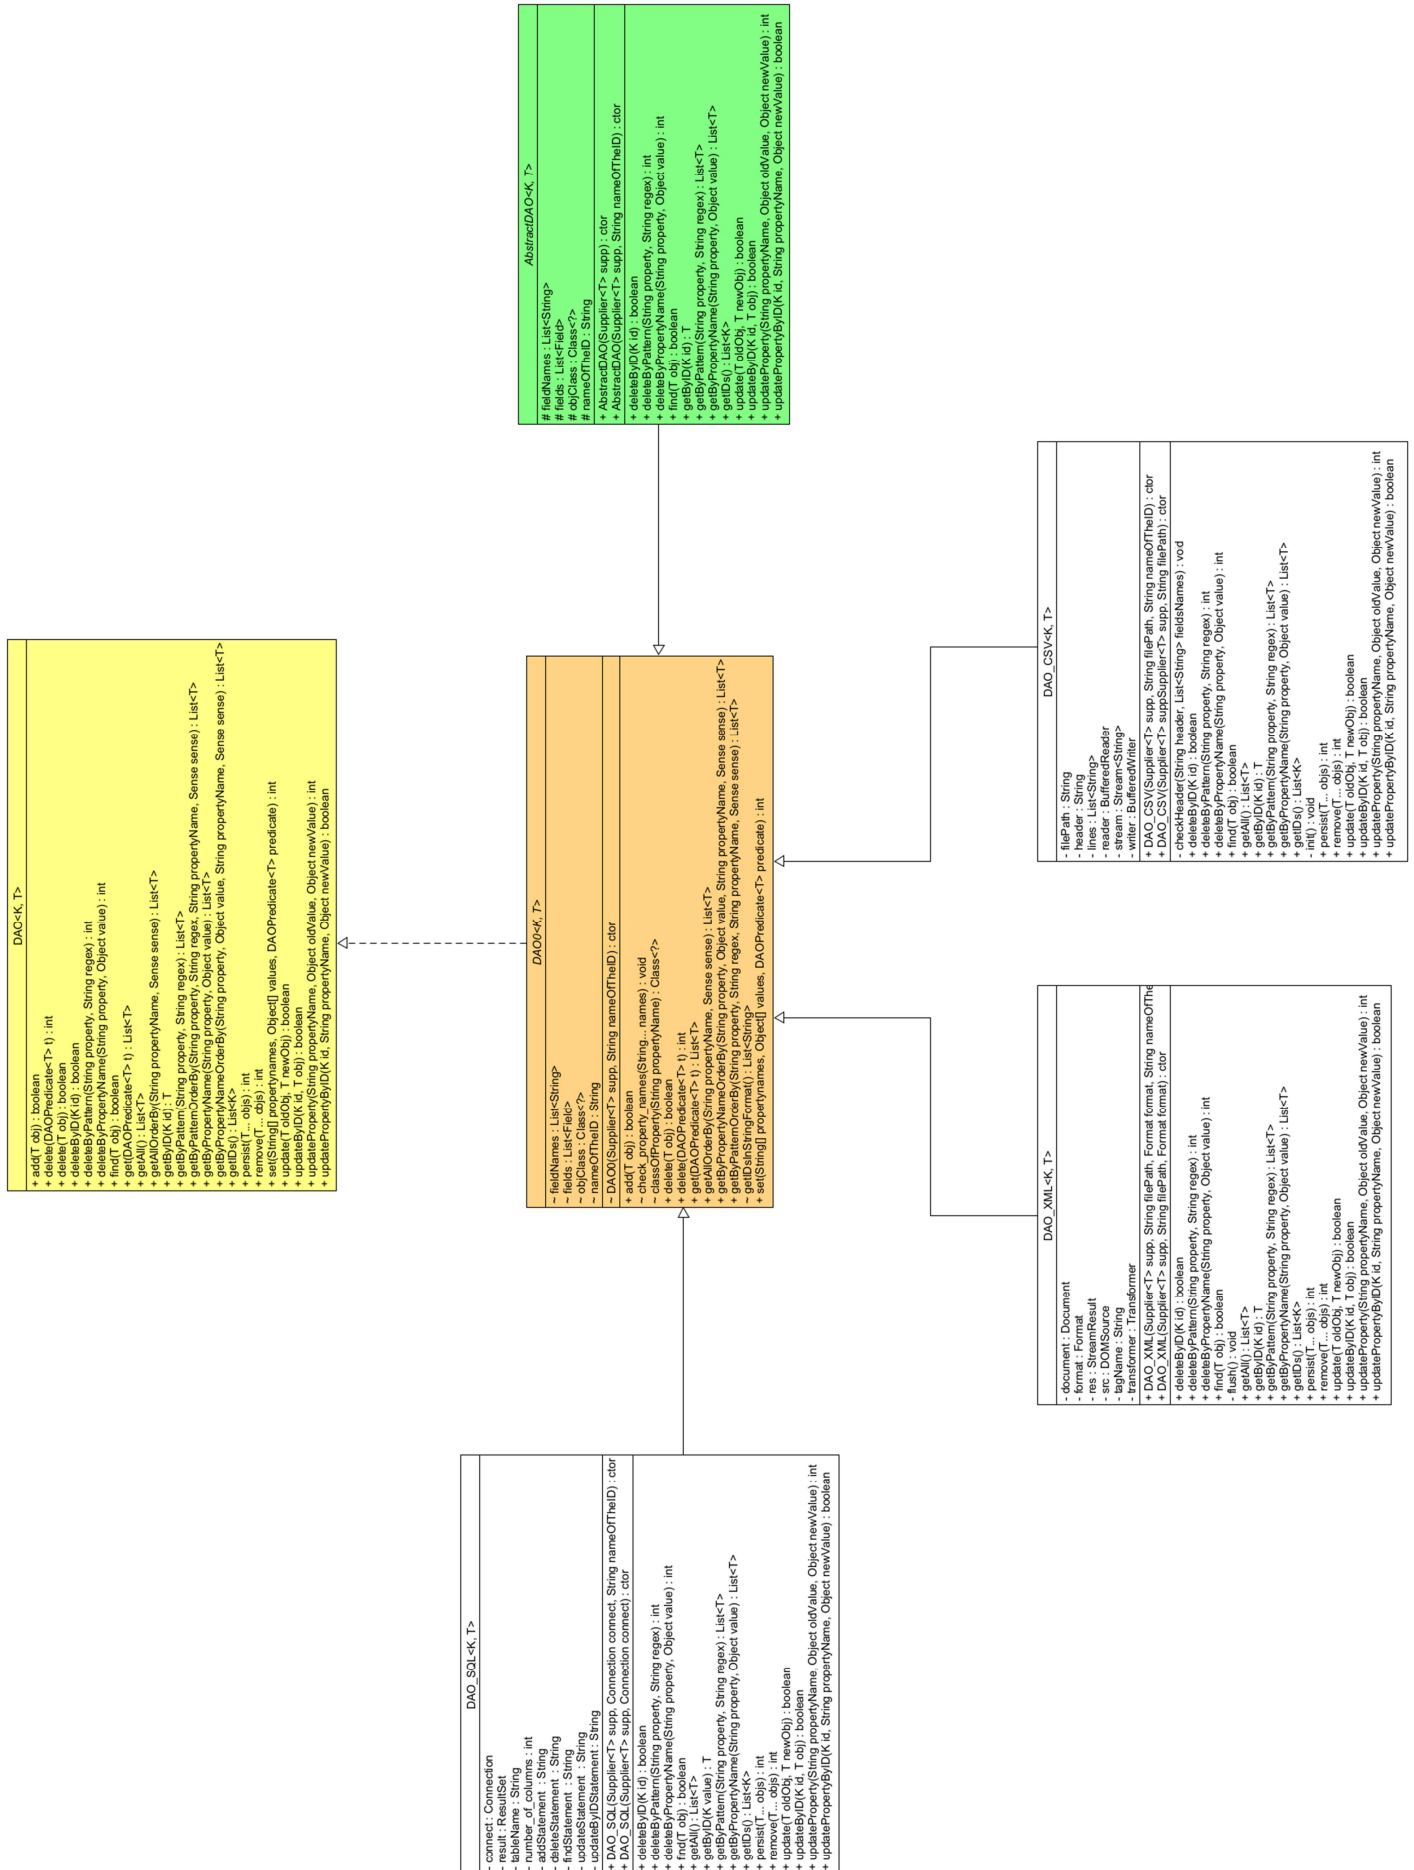 DAC<K, T>
+ add(T obj) : boolean
+ delete(DAOPredicate<T> t) : int
+ delete(T obj) : boolean
+ deleteByID(K id) : boolean
+ deleteByPattern(String property, String regex) : int
+ deleteByPropertyName(String property, Object value) : int
+ find(T obj) : boolean
+ get(DAOPredicate<T> t) : List<T>
+ getAll() : List<T>
+ getAllOrderBy(String propertyName, Sense sense) : List<T>
+ getByID(K id) : T
+ getByPattern(String property, String regex) : List<T>
+ getByPatternOrderBy(String property, String regex, String propertyName, Sense sense) : List<T>
+ getByPropertyName(String property, Object value) : List<T>
+ getByPropertyNameOrderBy(String property, Object value, String propertyName, Sense sense) : List<T>
+ getIDs() : List<K>
+ persist(T... objs) : int
+ remove(T... objs) : int
+ set(String[] propertynames, Object[] values, DAOPredicate<T> predicate) : int
+ update(T oldObj, T newObj) : boolean
+ updateByID(K id, T obj) : boolean
+ updateProperty(String propertyName, Object oldValue, Object newValue) : int
+ updatePropertyByID(K id, String propertyName, Object newValue) : boolean
AbstractDAO<K, T>
# fieldNames : List<String>
# fields : List<Field>
# objClass : Class<?>
# nameOfTheID : String
+ AbstractDAO(Supplier<T> supp) : ctor
+ AbstractDAO(Supplier<T> supp, String nameOfTheID) : ctor
+ deleteByID(K id) : boolean
+ deleteByPattern(String property, String regex) : int
+ deleteByPropertyName(String property, Object value) : int
+ find(T obj) : boolean
+ getByID(K id) : T
+ getByPattern(String property, String regex) : List<T>
+ getByPropertyName(String property, Object value) : List<T>
+ getIDs() : List<K>
+ update(T oldObj, T newObj) : boolean
+ updateByID(K id, T obj) : boolean
+ updateProperty(String propertyName, Object oldValue, Object newValue) : int
+ updatePropertyByID(K id, String propertyName, Object newValue) : boolean
DAO0<K, T>
~ fieldNames : List<String>
~ fields : List<Field>
~ objClass : Class<?>
~ nameOfTheID : String
~ DAO0(Supplier<T> supp, String nameOfTheID) : ctor
+ add(T obj) : boolean
~ check_property_names(String... names) : void
~ classOfProperty(String propertyName) : Class<?>
+ delete(T obj) : boolean
+ delete(DAOPredicate<T> t) : int
+ get(DAOPredicate<T> t) : List<T>
+ getAllOrderBy(String propertyName, Sense sense) : List<T>
+ getByPropertyNameOrderBy(String property, Object value, String propertyName, Sense sense) : List<T>
+ getByPatternOrderBy(String property, String regex, String propertyName, Sense sense) : List<T>
~ getIDsInStringFormat() : List<String>
+ set(String[] propertynames, Object[] values, DAOPredicate<T> predicate) : int
DAO_SQL<K, T>
- connect : Connection
- result : ResultSet
- tableName : String
- number_of_columns : int
- addStatement : String
- deleteStatement : String
- findStatement : String
- updateStatement : String
- updateByIDStatement : String
+ DAO_SQL(Supplier<T> supp, Connection connect, String nameOfTheID) : ctor
+ DAO_SQL(Supplier<T> supp, Connection connect) : ctor
+ deleteByID(K id) : boolean
+ deleteByPattern(String property, String regex) : int
+ deleteByPropertyName(String property, Object value) : int
+ find(T obj) : boolean
+ getAll() : List<T>
+ getByID(K value) : T
+ getByPattern(String property, String regex) : List<T>
+ getByPropertyName(String property, Object value) : List<T>
+ getIDs() : List<K>
+ persist(T... objs) : int
+ remove(T... objs) : int
+ update(T oldObj, T newObj) : boolean
+ updateByID(K id, T obj) : boolean
+ updateProperty(String propertyName, Object oldValue, Object newValue) : int
+ updatePropertyByID(K id, String propertyName, Object newValue) : boolean
DAO_XML<K, T>
- document : Document
- format : Format
- res : StreamResult
- src : DOMSource
- tagName : String
- transformer : Transformer
+ DAO_XML(Supplier<T> supp, String filePath, Format format, String nameOfThe
+ DAO_XML(Supplier<T> supp, String filePath, Format format) : ctor
+ deleteByID(K id) : boolean
+ deleteByPattern(String property, String regex) : int
+ deleteByPropertyName(String property, Object value) : int
+ find(T obj) : boolean
- flush() : void
+ getAll() : List<T>
+ getByID(K id) : T
+ getByPattern(String property, String regex) : List<T>
+ getByPropertyName(String property, Object value) : List<T>
+ getIDs() : List<K>
+ persist(T... objs) : int
+ remove(T... objs) : int
+ update(T oldObj, T newObj) : boolean
+ updateByID(K id, T obj) : boolean
+ updateProperty(String propertyName, Object oldValue, Object newValue) : int
+ updatePropertyByID(K id, String propertyName, Object newValue) : boolean
DAO_CSV<K, T>
- filePath : String
- header : String
- lines : List<String>
- reader : BufferedReader
- stream : Stream<String>
- writer : BufferedWriter
+ DAO_CSV(Supplier<T> supp, String filePath, String nameOfTheID) : ctor
+ DAO_CSV(Supplier<T> suppSupplier<T> supp, String filePath) : ctor
- checkHeader(String header, List<String> fieldsNames) : void
+ deleteByID(K id) : boolean
+ deleteByPattern(String property, String regex) : int
+ deleteByPropertyName(String property, Object value) : int
+ find(T obj) : boolean
+ getAll() : List<T>
+ getByID(K id) : T
+ getByPattern(String property, String regex) : List<T>
+ getByPropertyName(String property, Object value) : List<T>
+ getIDs() : List<K>
- init() : void
+ persist(T... objs) : int
+ remove(T... objs) : int
+ update(T oldObj, T newObj) : boolean
+ updateByID(K id, T obj) : boolean
+ updateProperty(String propertyName, Object oldValue, Object newValue) : int
+ updatePropertyByID(K id, String propertyName, Object newValue) : boolean